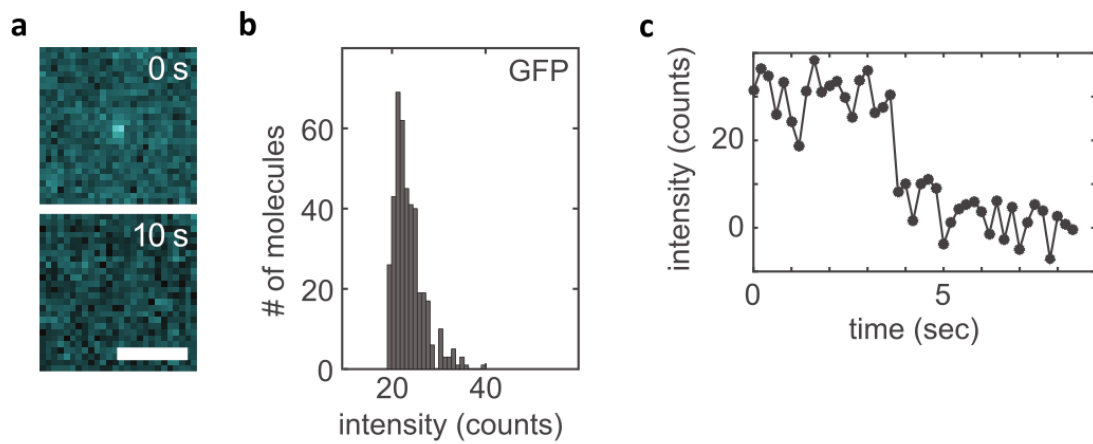 a
0 s
10 s
b
GFP
# of molecules
60
40
20
0
20 40
intensity (counts)
c
intensity (counts)
20
0
0 5
time (sec)